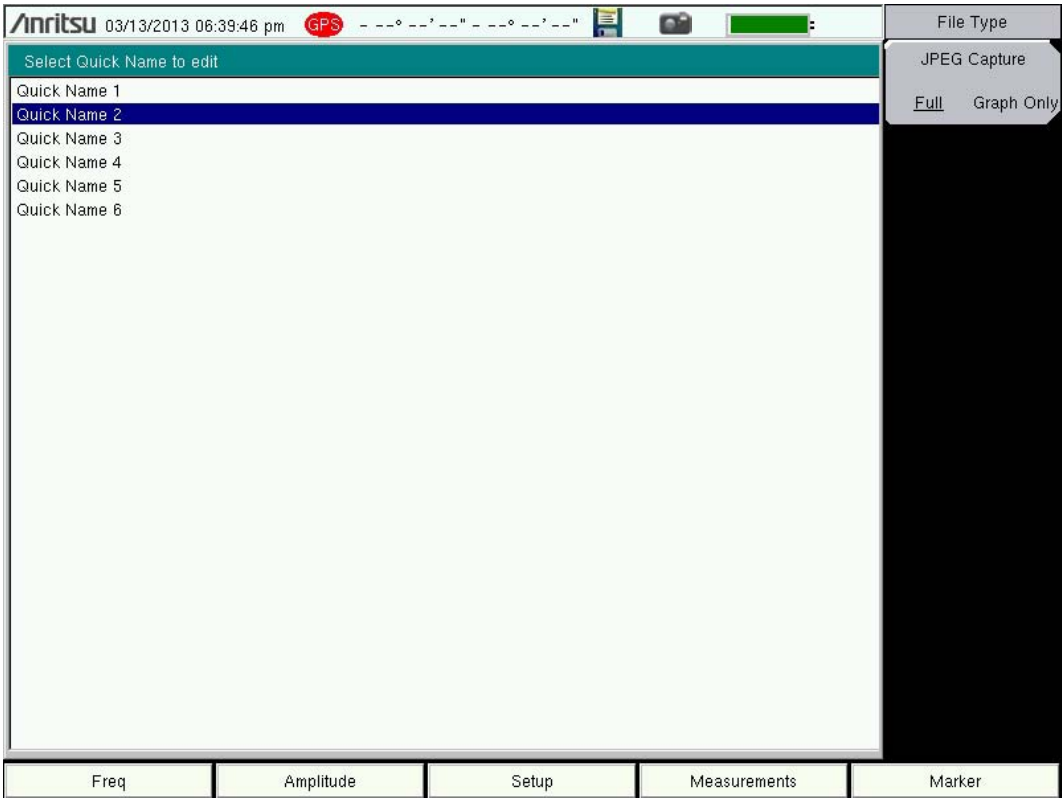 Anritsu 03/13/2013 06:39:46 pm GPS - --° --' --" - --° --' --"
File Type
Select Quick Name to edit
JPEG Capture
Full Graph Only
Quick Name 1
Quick Name 2
Quick Name 3
Quick Name 4
Quick Name 5
Quick Name 6
Freq Amplitude Setup Measurements Marker